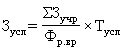 Зусл = ΣЗучр / Фр.вр × Тусл